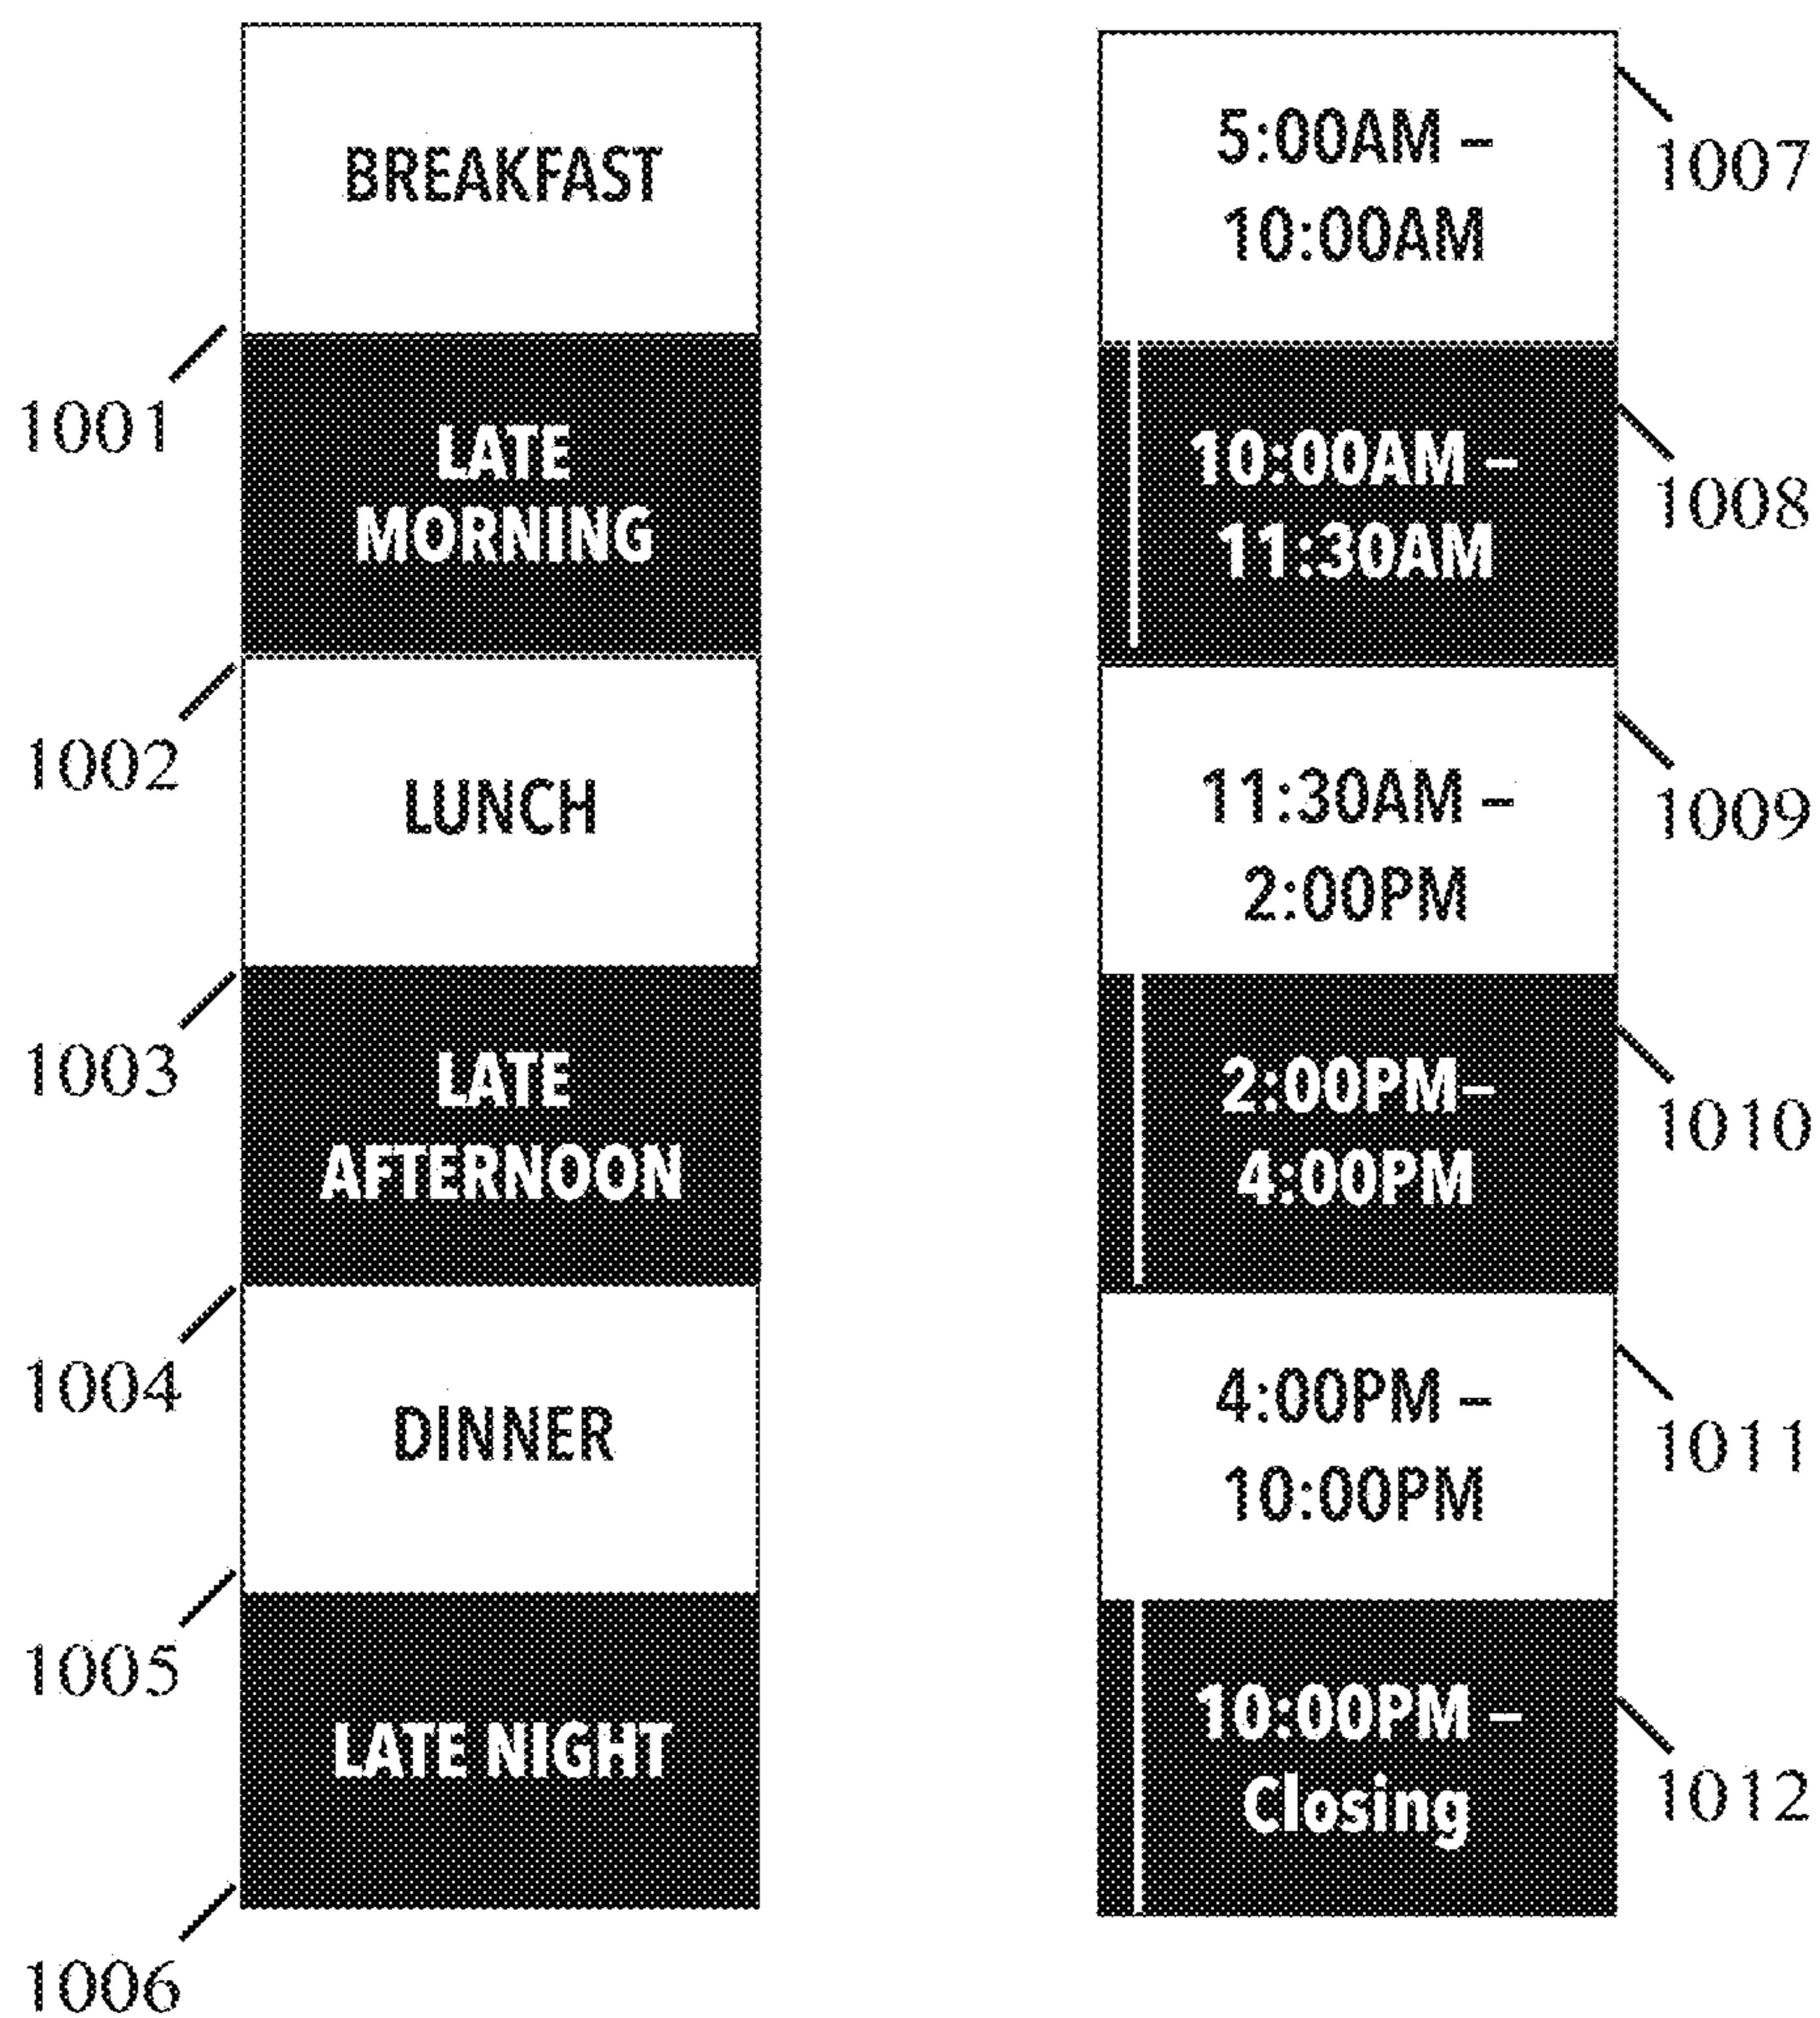 BREAKFAST
1001
LATE
MORNING
1002
LUNCH
1003
LATE
AFTERNOON
1004
DINNER
1005
LATE NIGHT
1006
5:00AM –
10:00AM
1007
10:00AM –
11:30AM
1008
11:30AM –
2:00PM
1009
2:00PM–
4:00PM
1010
4:00PM –
10:00PM
1011
10:00PM –
Closing
1012